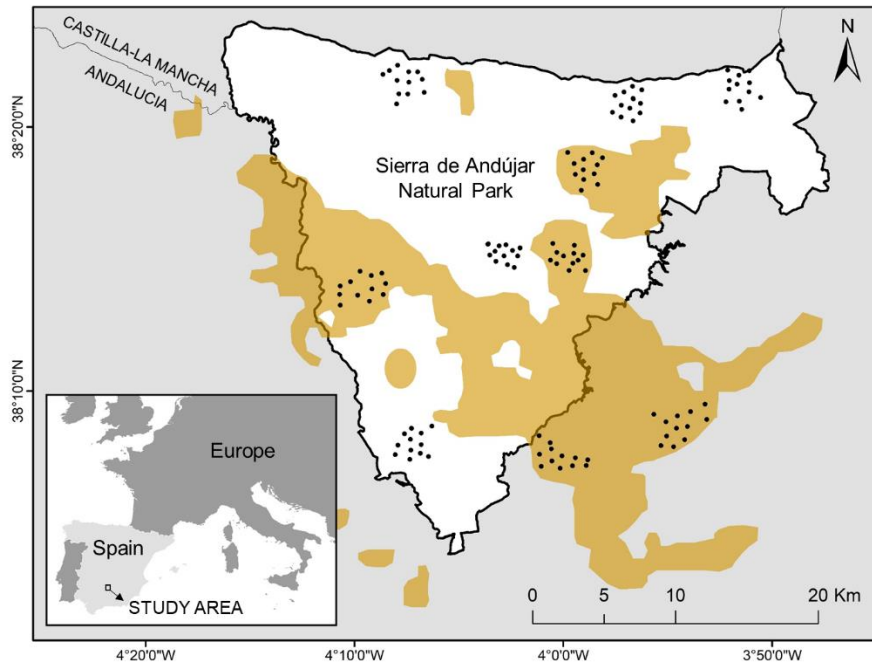 CASTILLA-LA MANCHA
ANDALUCIA
N
38°20'0"N
Sierra de Andújar
Natural Park
38°10'0"N
Europe
Spain
STUDY AREA
0 5 10 20 Km
4°20'0"W 4°10'0"W 4°0'0"W 3°50'0"W